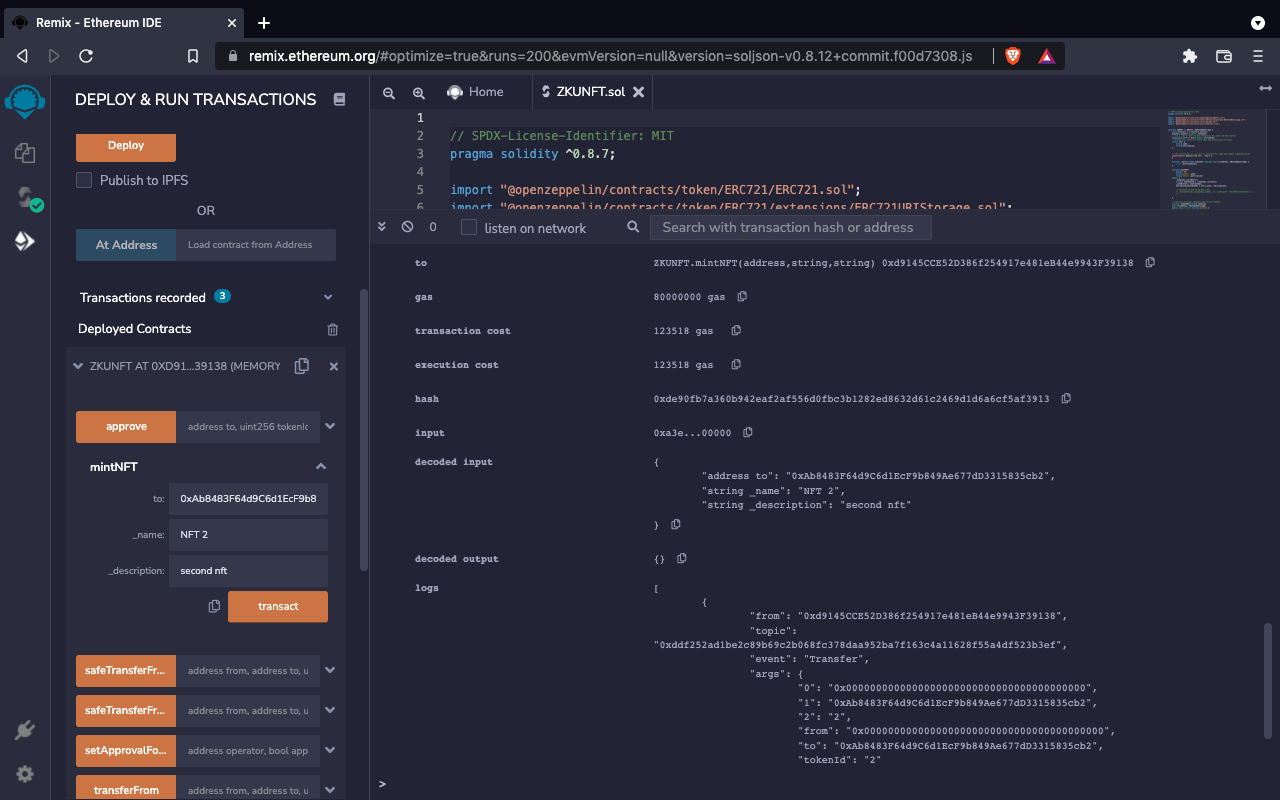 Remix - Ethereum IDE
remix.ethereum.org/#optimize=true&runs=200&evmVersion=null&version=soljson-v0.8.12+commit.f00d7308.js
DEPLOY & RUN TRANSACTIONS
Deploy
Publish to IPFS
OR
At Address
Load contract from Address
Transactions recorded 3
Deployed Contracts
ZKUNFT AT 0XD91...39138 (MEMORY
approve
address to, uint256 tokenId
mintNFT
to:
0xAb8483F64d9C6d1EcF9b8
_name:
NFT 2
_description:
second nft
transact
safeTransferFr...
address from, address to, u
safeTransferFr...
address from, address to, u
setApprovalFo...
address operator, bool app
transferFrom
address from, address to, u
Home
ZKUNFT.sol
1
2 // SPDX-License-Identifier: MIT
3 pragma solidity ^0.8.7;
4
5 import "@openzeppelin/contracts/token/ERC721/ERC721.sol";
6 import "@openzeppelin/contracts/token/ERC721/extensions/ERC721URIStorage.sol";
0
listen on network
Search with transaction hash or address
to ZKUNFT.mintNFT(address,string,string) 0xd9145CCE52D386f254917e481eB44e9943F39138
gas 80000000 gas
transaction cost 123518 gas
execution cost 123518 gas
hash 0xde90fb7a360b942eaf2af556d0fbc3b1282ed8632d61c2469d1d6a6cf5af3913
input 0xa3e...00000
decoded input {
"address to": "0xAb8483F64d9C6d1EcF9b849Ae677dD3315835cb2",
"string _name": "NFT 2",
"string _description": "second nft"
}
decoded output {}
logs [
{
"from": "0xd9145CCE52D386f254917e481eB44e9943F39138",
"topic":
"0xddf252ad1be2c89b69c2b068fc378daa952ba7f163c4a11628f55a4df523b3ef",
"event": "Transfer",
"args": {
"0": "0x0000000000000000000000000000000000000000",
"1": "0xAb8483F64d9C6d1EcF9b849Ae677dD3315835cb2",
"2": "2",
"from": "0x0000000000000000000000000000000000000000",
"to": "0xAb8483F64d9C6d1EcF9b849Ae677dD3315835cb2",
"tokenId": "2"
>